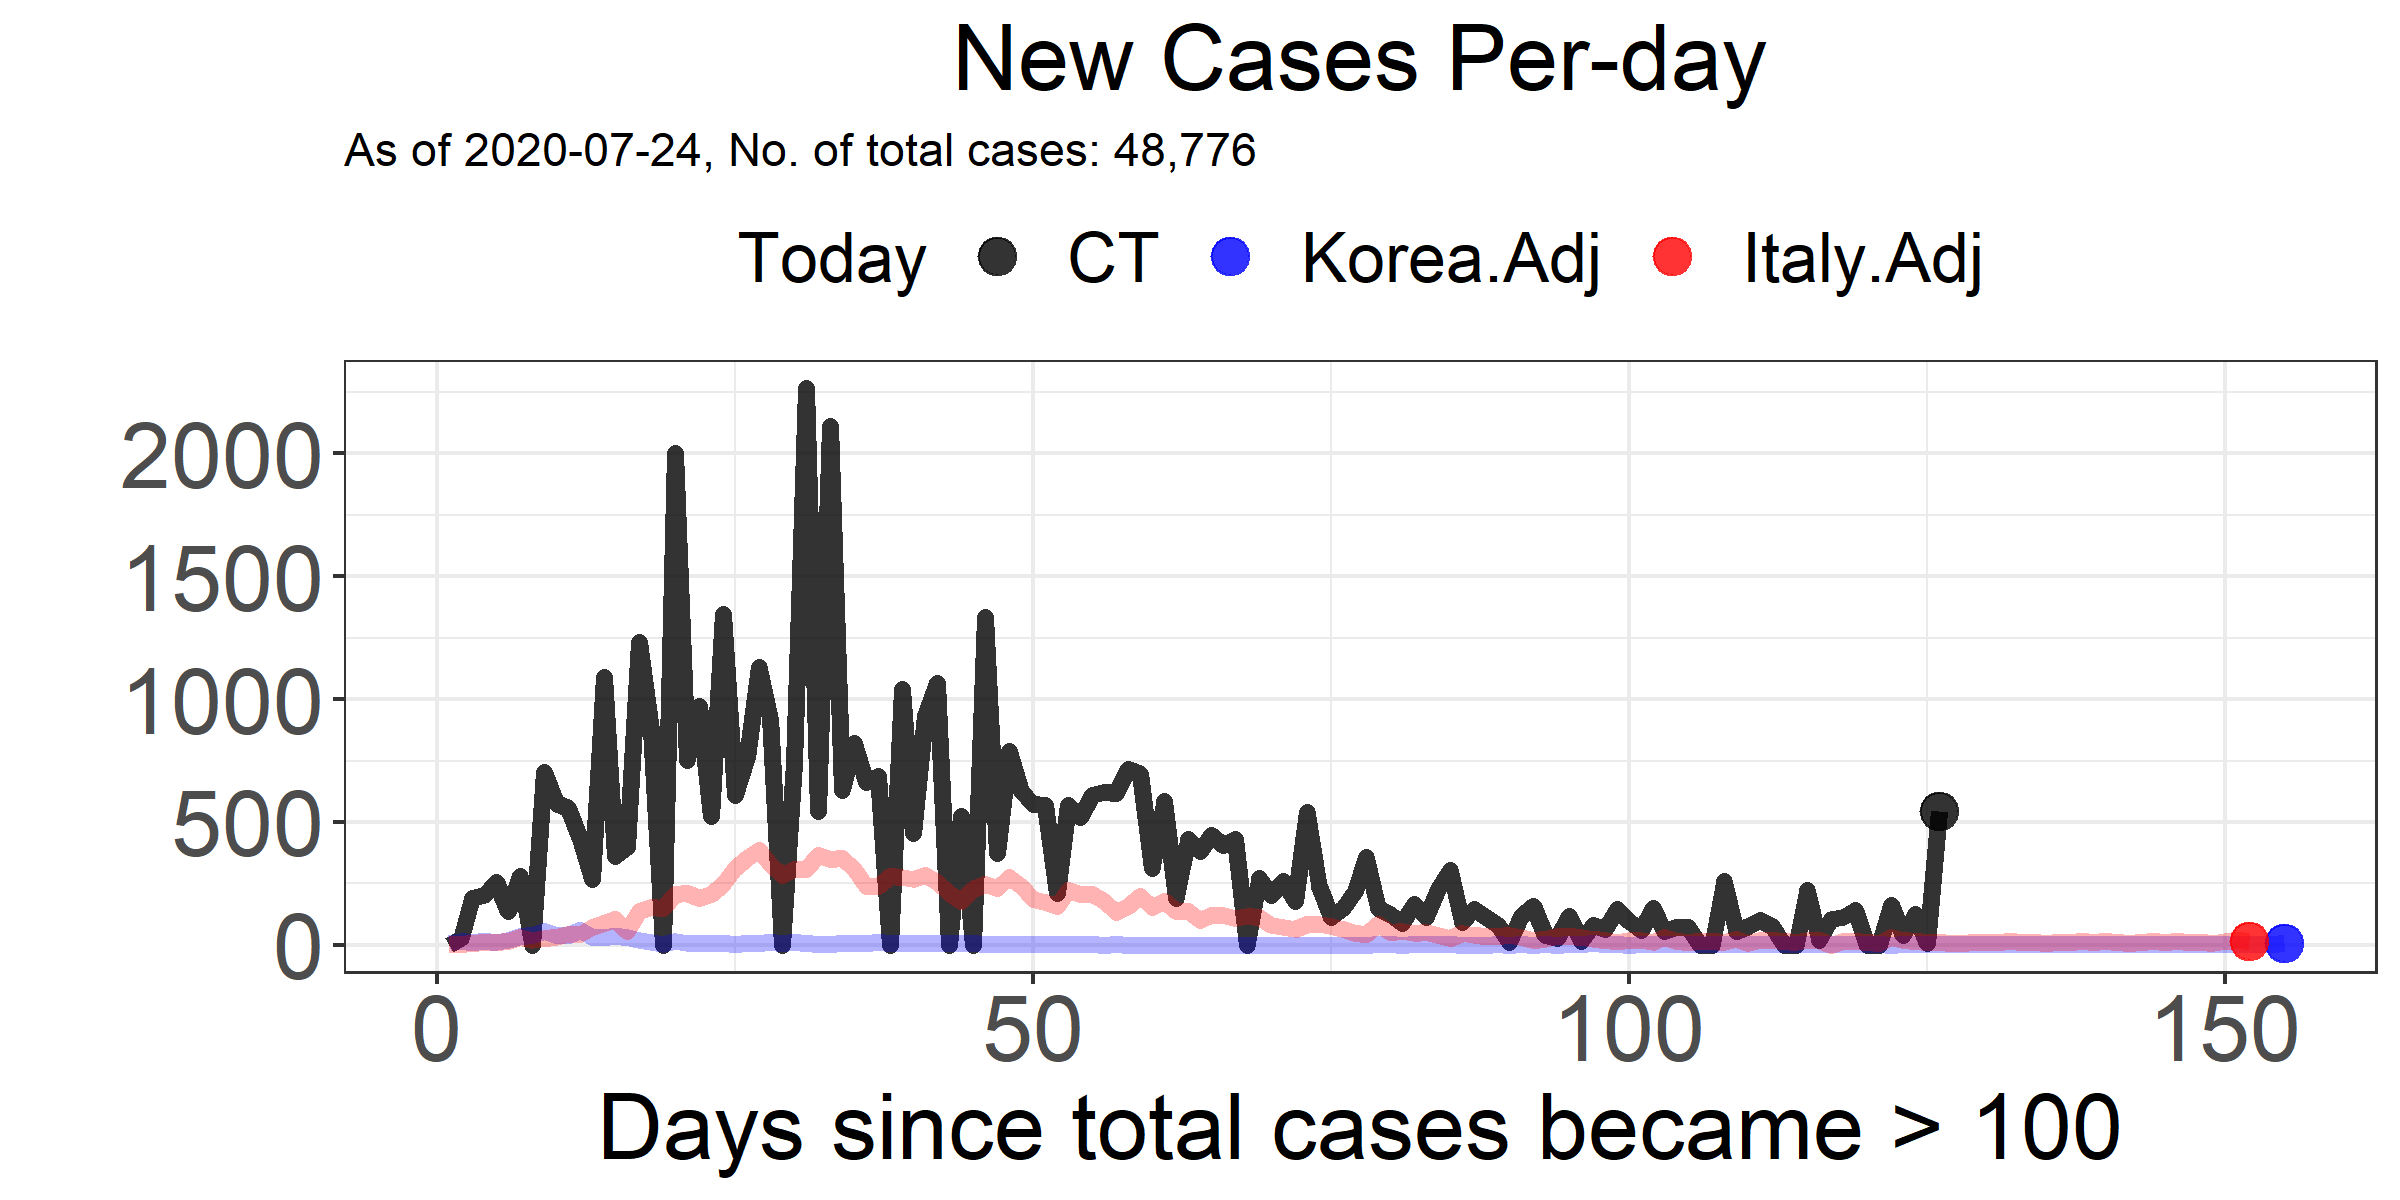 New Cases Per-day
As of 2020-07-24, No. of total cases: 48,776
Today CT Korea.Adj Italy.Adj
2000
1500
1000
500
0
0 50 100 150
Days since total cases became > 100